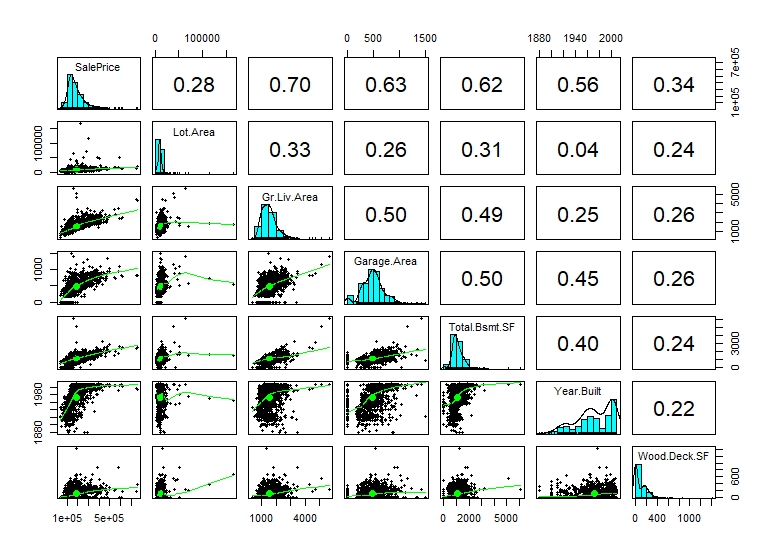 0 100000 0 500 1500 1880 1940 2000
SalePrice 0.28 0.70 0.63 0.62 0.56 0.34 1e+05 7e+05
0 100000 Lot.Area 0.33 0.26 0.31 0.04 0.24
Gr.Liv.Area 0.50 0.49 0.25 0.26 1000 5000
0 1000 Garage.Area 0.50 0.45 0.26
Total.Bsmt.SF 0.40 0.24 0 3000
1880 1980 Year.Built 0.22
Wood.Deck.SF 0 600
1e+05 5e+05 1000 4000 0 2000 5000 0 400 1000